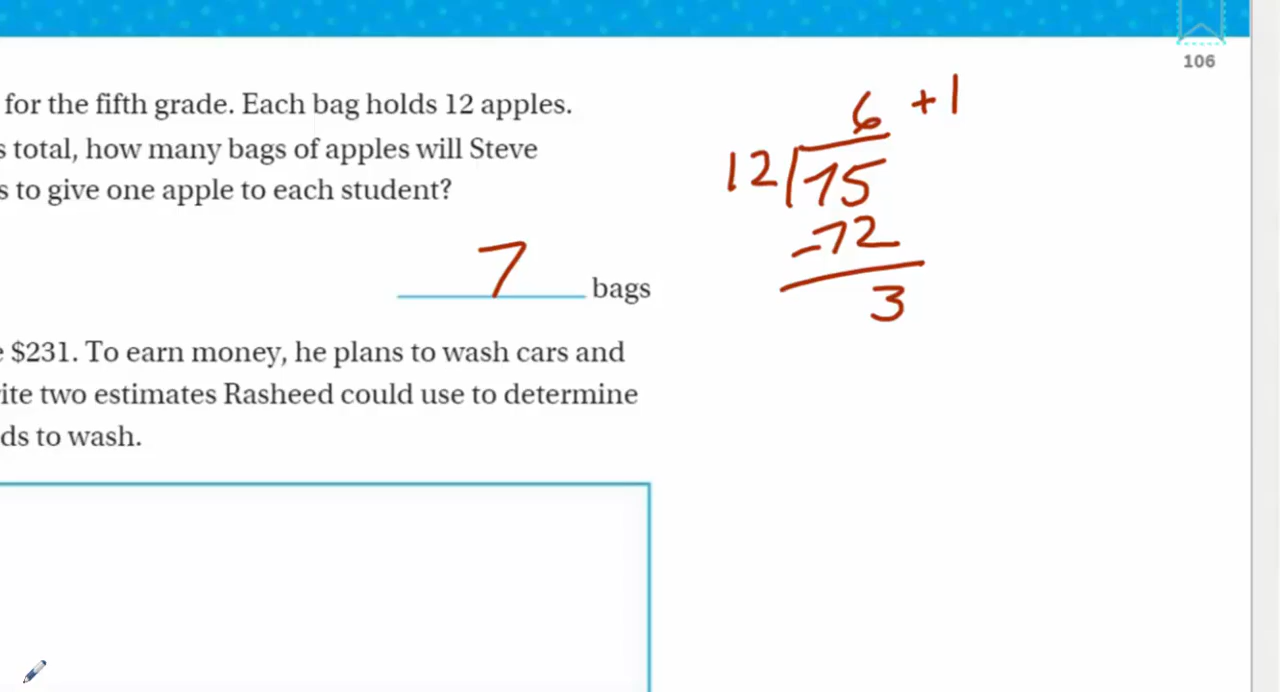 106
for the fifth grade. Each bag holds 12 apples.
s total, how many bags of apples will Steve
s to give one apple to each student?
7 bags
6 +1
12 75
-72
3
$231. To earn money, he plans to wash cars and
ite two estimates Rasheed could use to determine
ds to wash.